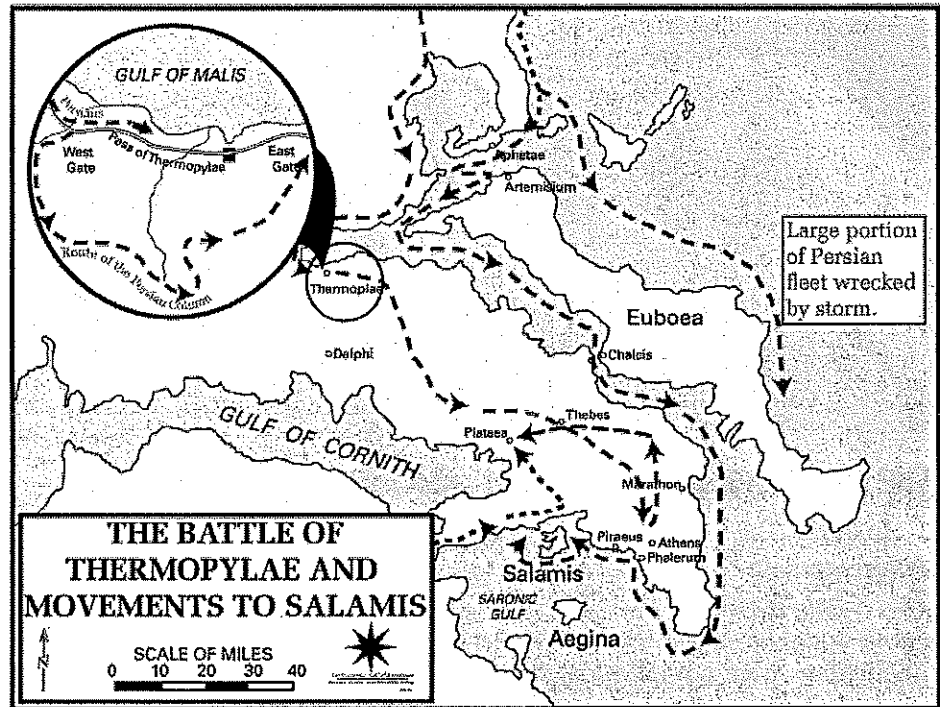 GULF OF MALIS
Persians
West
Gate
Pass of Thermopylae
East
Gate
Route of the Persian Column
Aphetae
Artemisium
Large portion
of Persian
fleet wrecked
by storm.
Thermoplae
Euboea
Delphi
Chalcis
GULF OF CORNITH
Thebes
Plataea
Marathon
Piraeus
Athens
Phalerum
Salamis
SARONIC
GULF
Aegina
THE BATTLE OF
THERMOPYLAE AND
MOVEMENTS TO SALAMIS
N
SCALE OF MILES
0 10 20 30 40